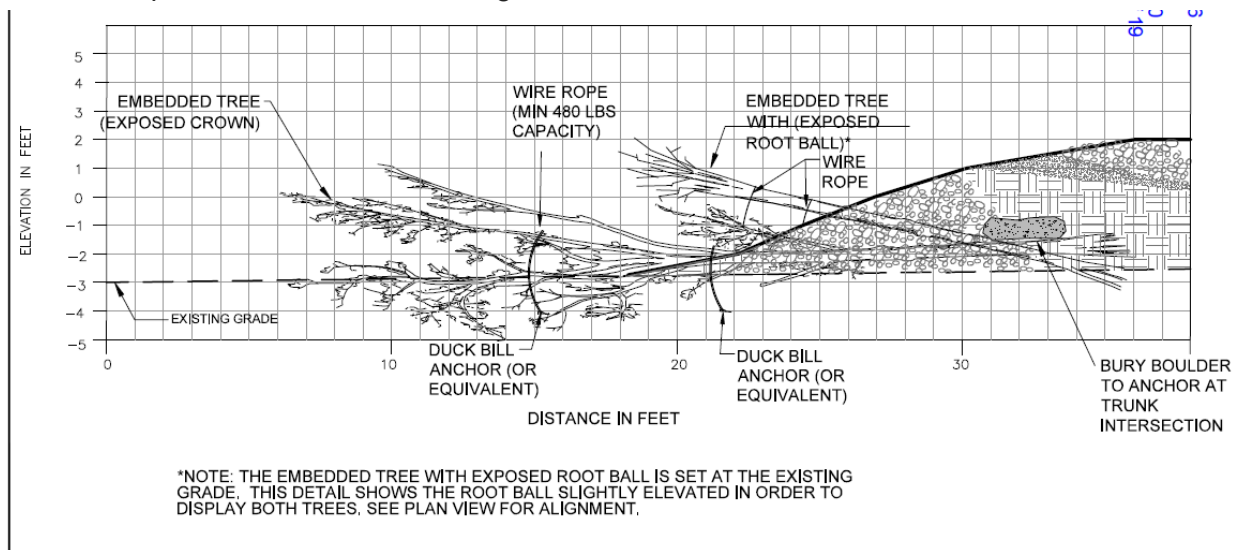 19
5
4
3
2
1
0
-1
-2
-3
-4
-5
ELEVATION IN FEET
EMBEDDED TREE
(EXPOSED CROWN)
WIRE ROPE
(MIN 480 LBS
CAPACITY)
EMBEDDED TREE
WITH (EXPOSED
ROOT BALL)*
WIRE
ROPE
EXISTING GRADE
0
10
20
30
DUCK BILL
ANCHOR (OR
EQUIVALENT)
DUCK BILL
ANCHOR (OR
EQUIVALENT)
BURY BOULDER
TO ANCHOR AT
TRUNK
INTERSECTION
DISTANCE IN FEET
*NOTE: THE EMBEDDED TREE WITH EXPOSED ROOT BALL IS SET AT THE EXISTING
GRADE, THIS DETAIL SHOWS THE ROOT BALL SLIGHTLY ELEVATED IN ORDER TO
DISPLAY BOTH TREES. SEE PLAN VIEW FOR ALIGNMENT.